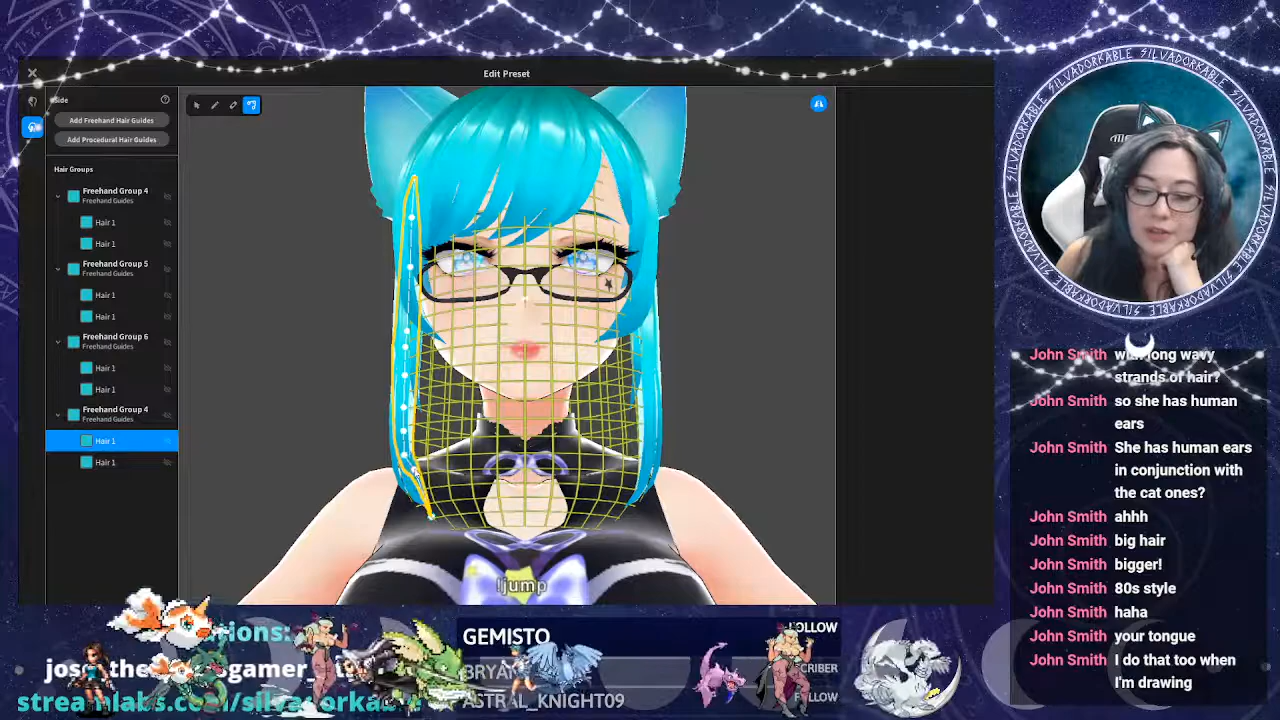 Edit Preset
Side
Add Freehand Hair Guides
Add Procedural Hair Guides
Hair Groups
Freehand Group 4
Freehand Guides
Hair 1
Hair 1
Freehand Group 5
Freehand Guides
Hair 1
Hair 1
Freehand Group 6
Freehand Guides
Hair 1
Hair 1
Freehand Group 4
Freehand Guides
Hair 1
Hair 1
!jump
SILVADORKABLE SILVADORKABLE SILVADORKABLE SILVADORKABLE
John Smith with long wavy
strands of hair?
John Smith so she has human
ears
John Smith She has human ears
in conjunction with
the cat ones?
John Smith ahhh
John Smith big hair
John Smith bigger!
John Smith 80s style
John Smith haha
John Smith your tongue
John Smith I do that too when
I'm drawing
GEMISTO FOLLOW
ASTRAL_KNIGHT09 FOLLOW